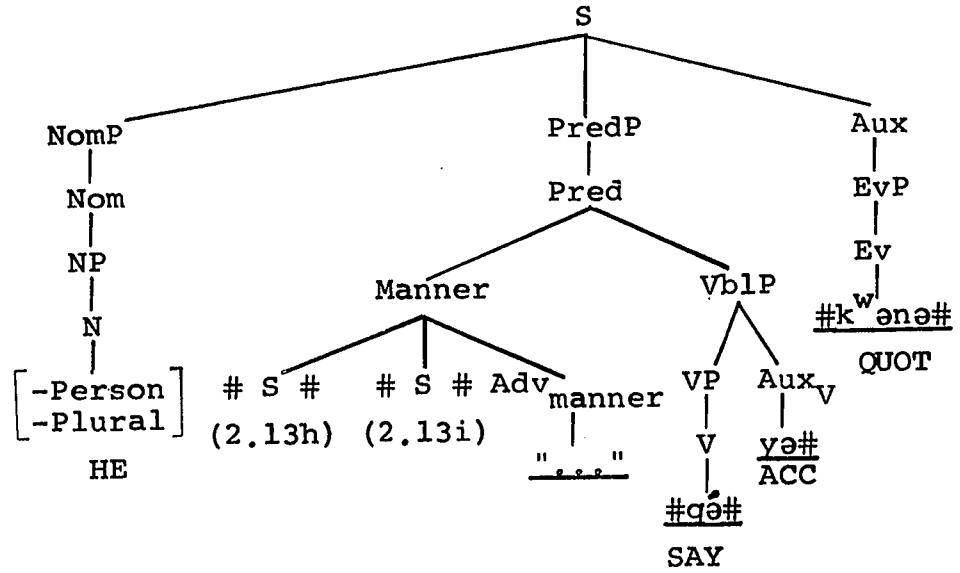 S
NomP PredP Aux
Nom Pred EvP
NP Manner VblP Ev
N #kʷənə#
QUOT
[-Person # S # # S # Adv manner VP Aux V
-Plural] (2.13h) (2.13i) V yə#
HE "..." ACC
#qə́#
SAY